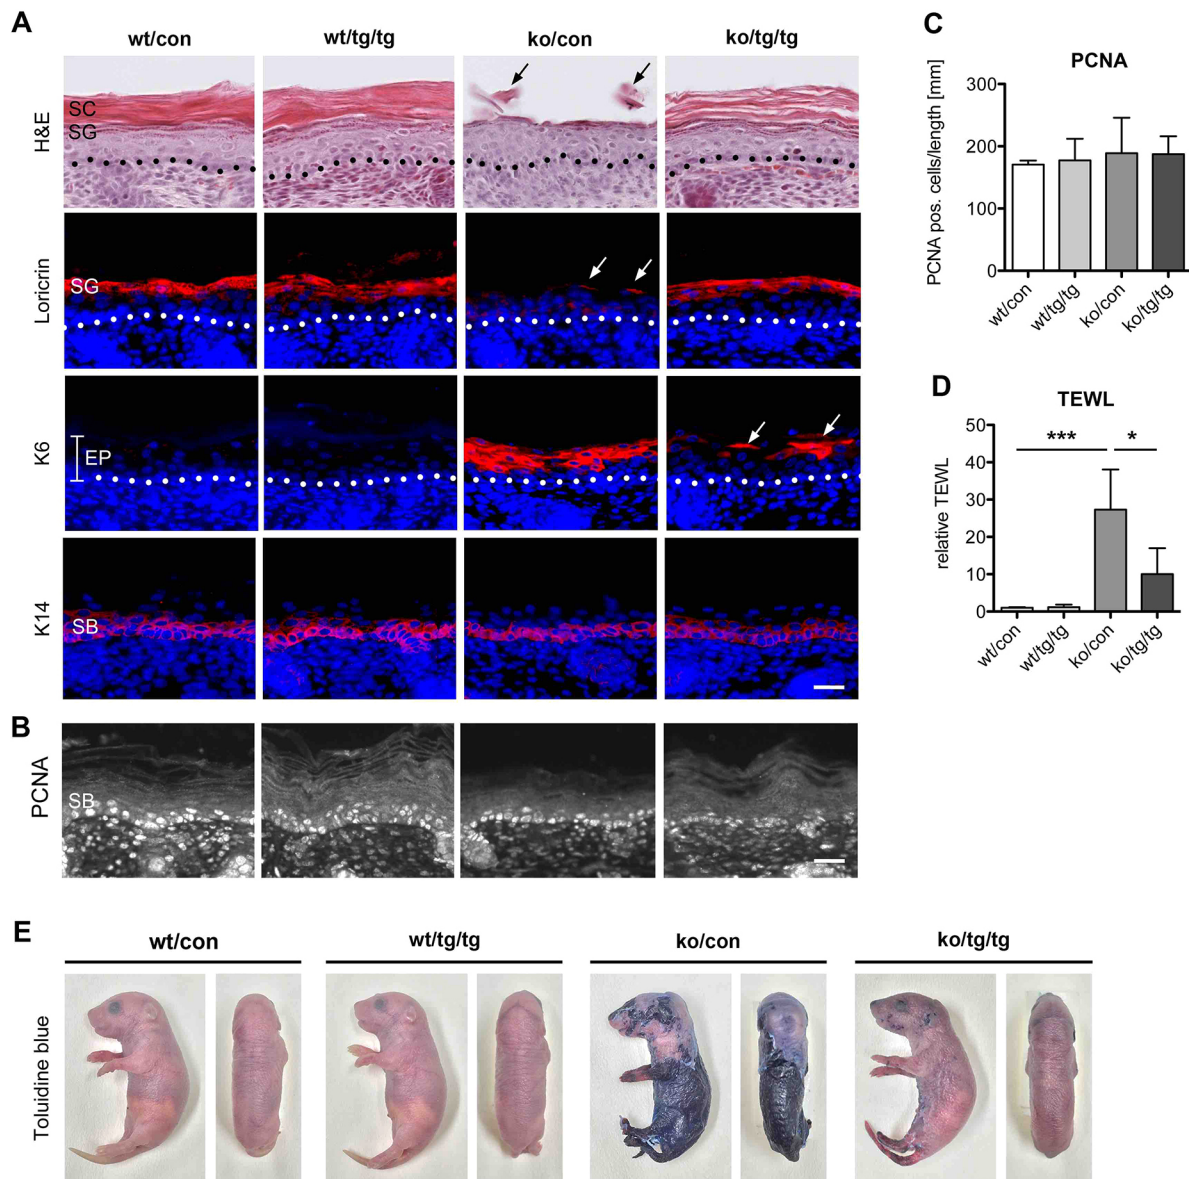 A
wt/con wt/tg/tg ko/con ko/tg/tg
H&E
SC
SG
Loricrin
SG
K6
EP
K14
SB
B
PCNA
SB
C
PCNA
PCNA pos. cells/length [mm]
300
200
100
0
wt/con wt/tg/tg ko/con ko/tg/tg
D
TEWL
relative TEWL
50
40
30
20
10
0
*** *
wt/con wt/tg/tg ko/con ko/tg/tg
E
wt/con wt/tg/tg ko/con ko/tg/tg
Toluidine blue